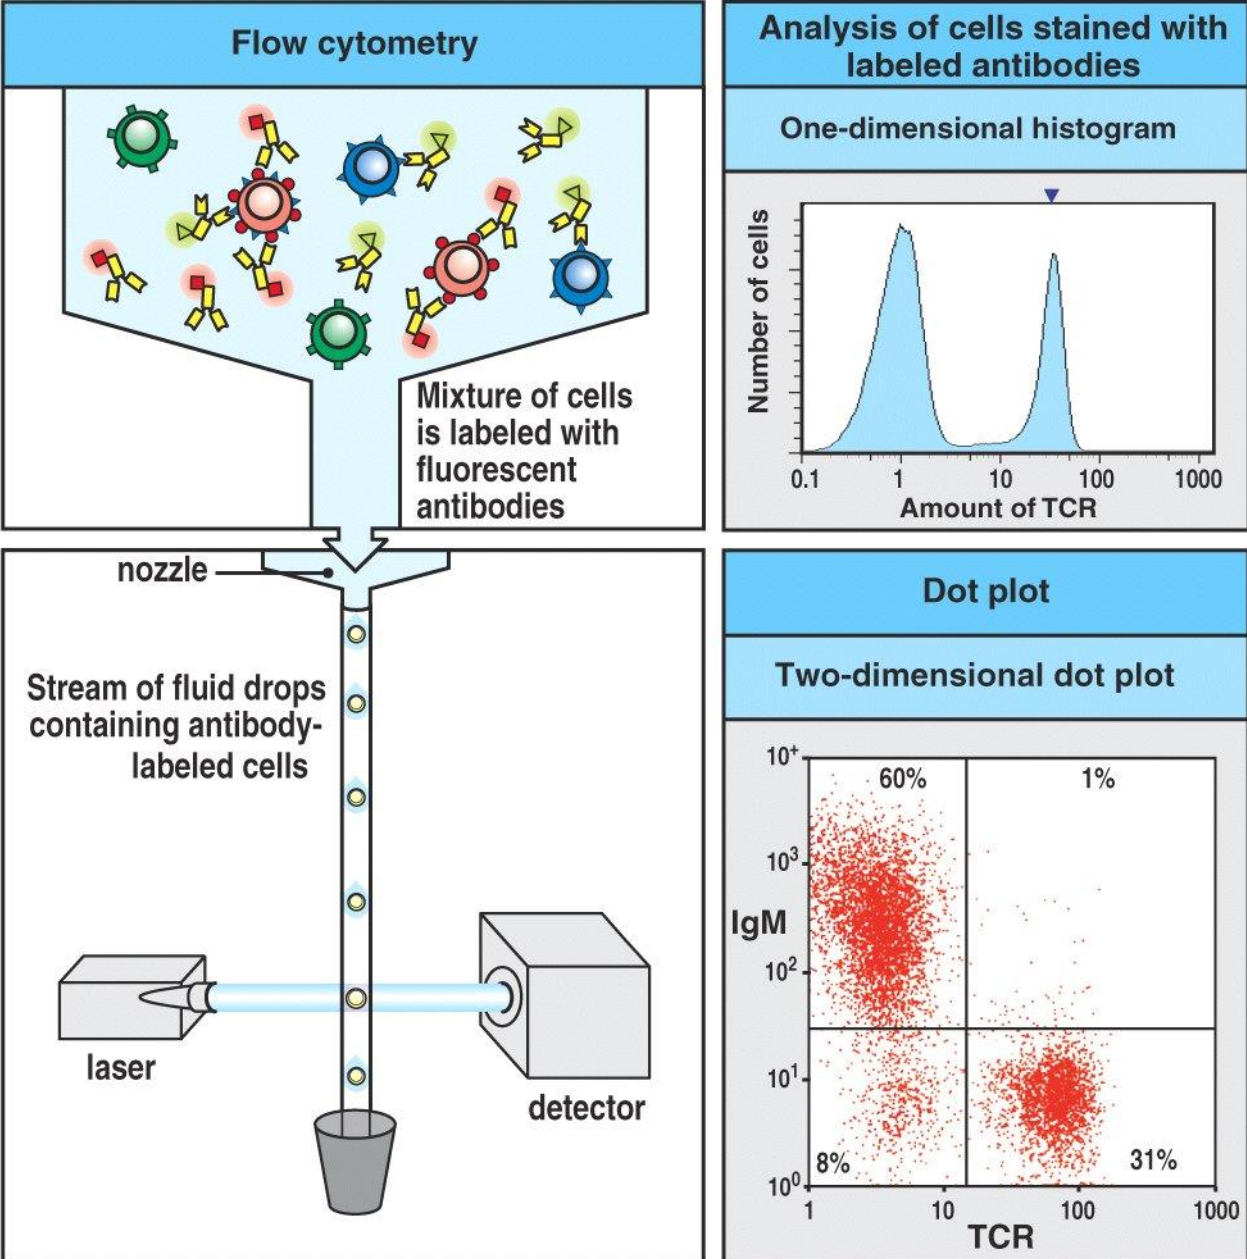 Flow cytometry
Mixture of cells
is labeled with
fluorescent
antibodies
nozzle
Stream of fluid drops
containing antibody-
labeled cells
laser
detector
Analysis of cells stained with
labeled antibodies
One-dimensional histogram
Number of cells
0.1 1 10 100 1000
Amount of TCR
Dot plot
Two-dimensional dot plot
10⁺
60% 1%
10³
IgM
10²
10¹
8% 31%
10⁰
1 10 100 1000
TCR